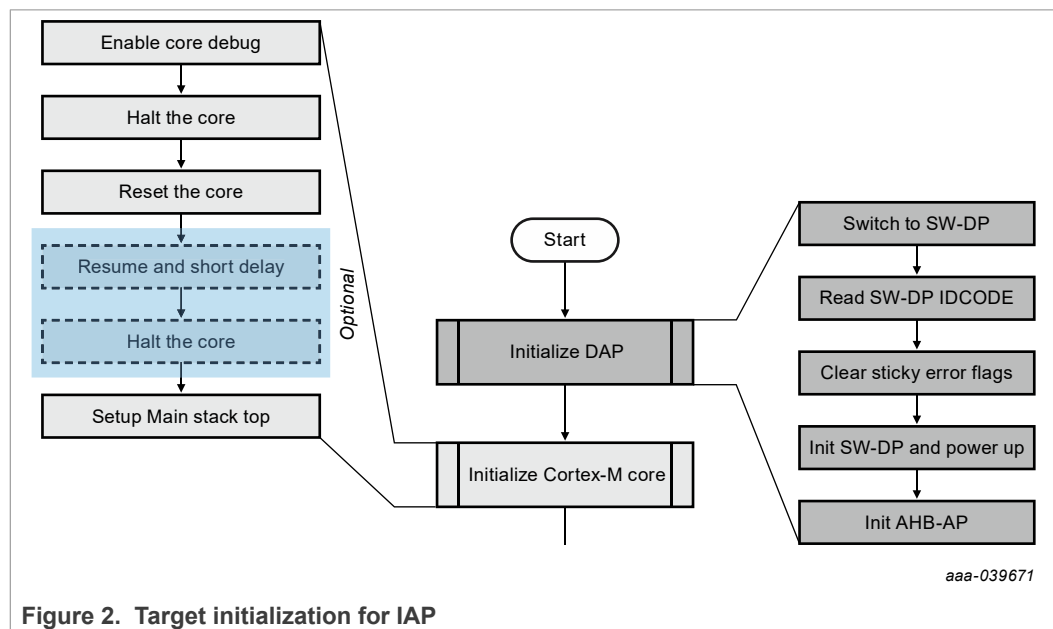 Enable core debug
Halt the core
Reset the core
Resume and short delay
Halt the core
Optional
Setup Main stack top
Start
Initialize DAP
Initialize Cortex-M core
Switch to SW-DP
Read SW-DP IDCODE
Clear sticky error flags
Init SW-DP and power up
Init AHB-AP
aaa-039671
Figure 2. Target initialization for IAP